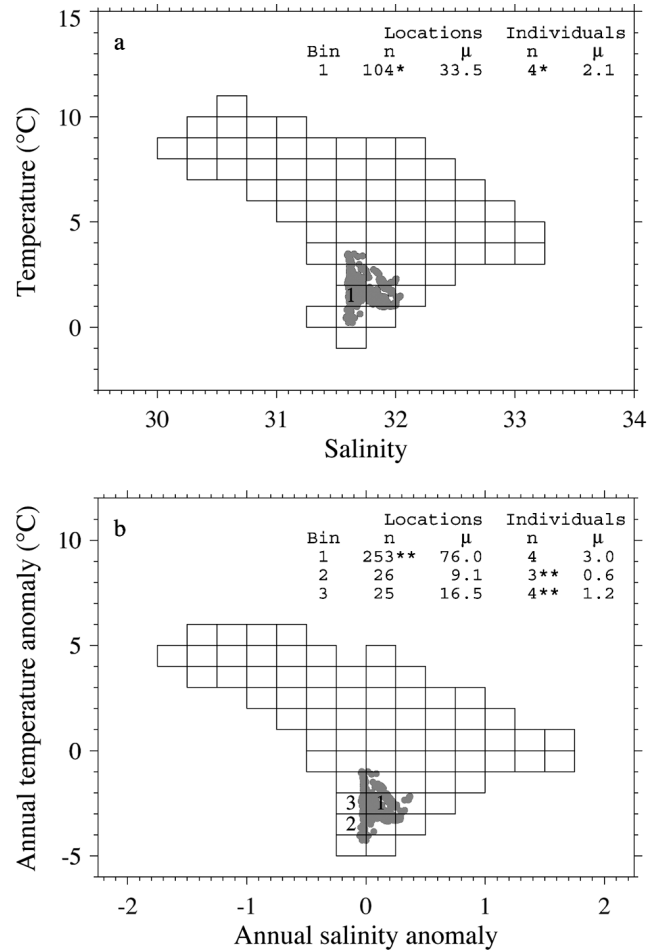 15
10
5
0
Temperature (°C)
a
Locations Individuals
Bin n μ n μ
1 104* 33.5 4* 2.1
1
30 31 32 33 34
Salinity
10
5
0
-5
Annual temperature anomaly (°C)
b
Locations Individuals
Bin n μ n μ
1 253** 76.0 4 3.0
2 26 9.1 3** 0.6
3 25 16.5 4** 1.2
3 1
2
-2 -1 0 1 2
Annual salinity anomaly